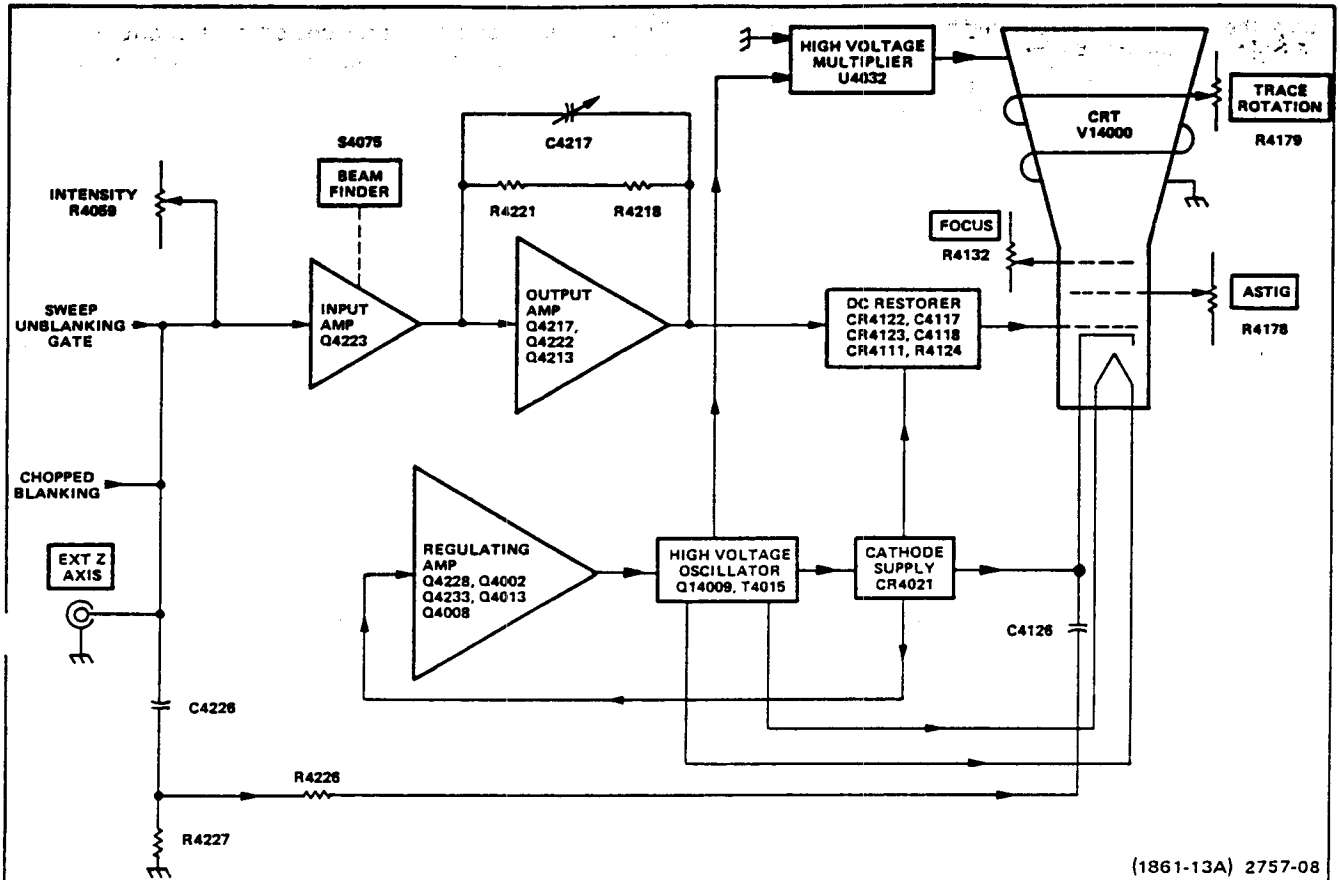 HIGH VOLTAGE
MULTIPLIER
U4032
TRACE
ROTATION
R4179
CRT
V14000
C4217
S4075
BEAM
FINDER
INTENSITY
R4059
R4221
R4218
FOCUS
R4132
ASTIG
R4178
SWEEP
UNBLANKING
GATE
INPUT
AMP
Q4223
OUTPUT
AMP
Q4217,
Q4222
Q4213
DC RESTORER
CR4122, C4117
CR4123, C4118
CR4111, R4124
CHOPPED
BLANKING
EXT Z
AXIS
REGULATING
AMP
Q4228, Q4002
Q4233, Q4013
Q4008
HIGH VOLTAGE
OSCILLATOR
Q14009, T4015
CATHODE
SUPPLY
CR4021
C4126
C4226
R4226
R4227
(1861-13A) 2757-08